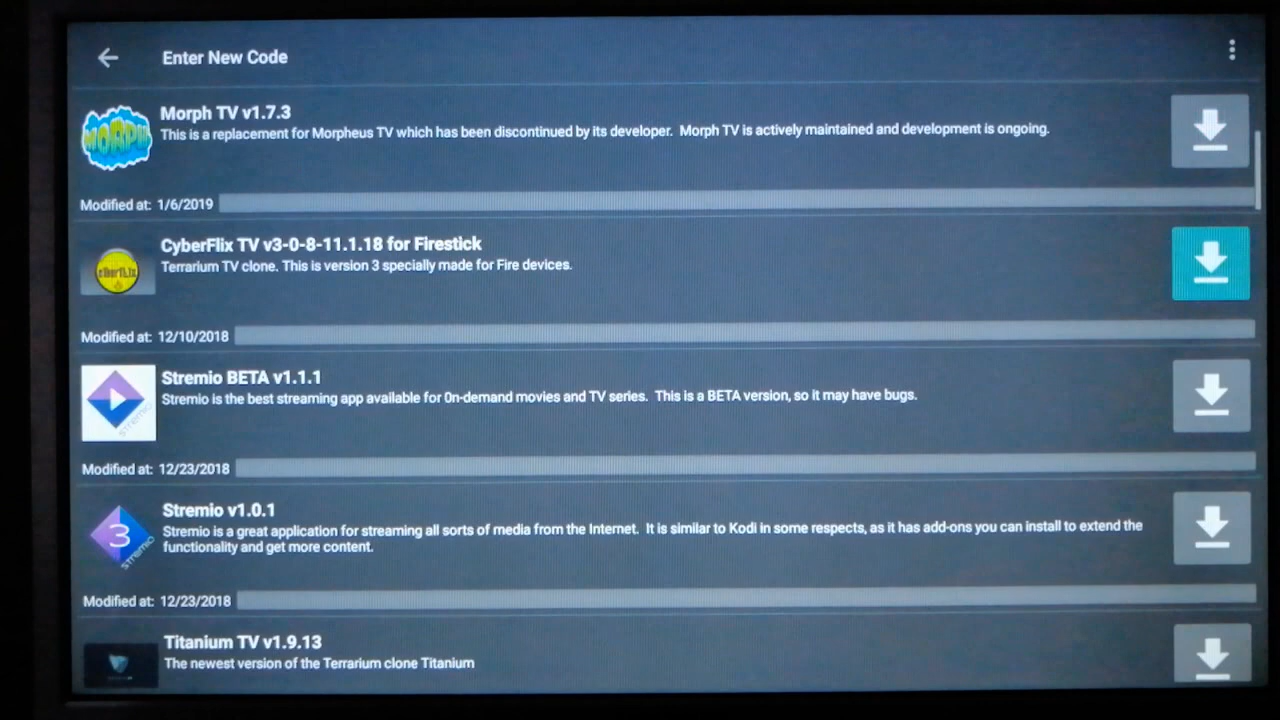 Enter New Code
Morph TV v1.7.3
This is a replacement for Morpheus TV which has been discontinued by its developer. Morph TV is actively maintained and development is ongoing.
MORPH
Modified at: 1/6/2019
CyberFlix TV v3-0-8-11.1.18 for Firestick
Terrarium TV clone. This is version 3 specially made for Fire devices.
Modified at: 12/10/2018
Stremio BETA v1.1.1
Stremio is the best streaming app available for On-demand movies and TV series. This is a BETA version, so it may have bugs.
STREMIO
Modified at: 12/23/2018
Stremio v1.0.1
Stremio is a great application for streaming all sorts of media from the Internet. It is similar to Kodi in some respects, as it has add-ons you can install to extend the
functionality and get more content.
3
STREMIO
Modified at: 12/23/2018
Titanium TV v1.9.13
The newest version of the Terrarium clone Titanium